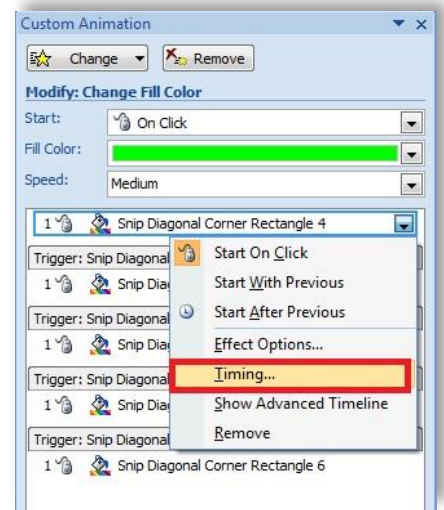 Custom Animation
Change
Remove
Modify: Change Fill Color
Start:
On Click
Fill Color:
Speed:
Medium
1 Snip Diagonal Corner Rectangle 4
Start On Click
Start With Previous
Start After Previous
Effect Options...
Timing...
Show Advanced Timeline
Remove
Trigger: Snip Diagonal
1 Snip Dia
Trigger: Snip Diagonal
1 Snip Dia
Trigger: Snip Diagonal
1 Snip Dia
Trigger: Snip Diagonal
1 Snip Diagonal Corner Rectangle 6